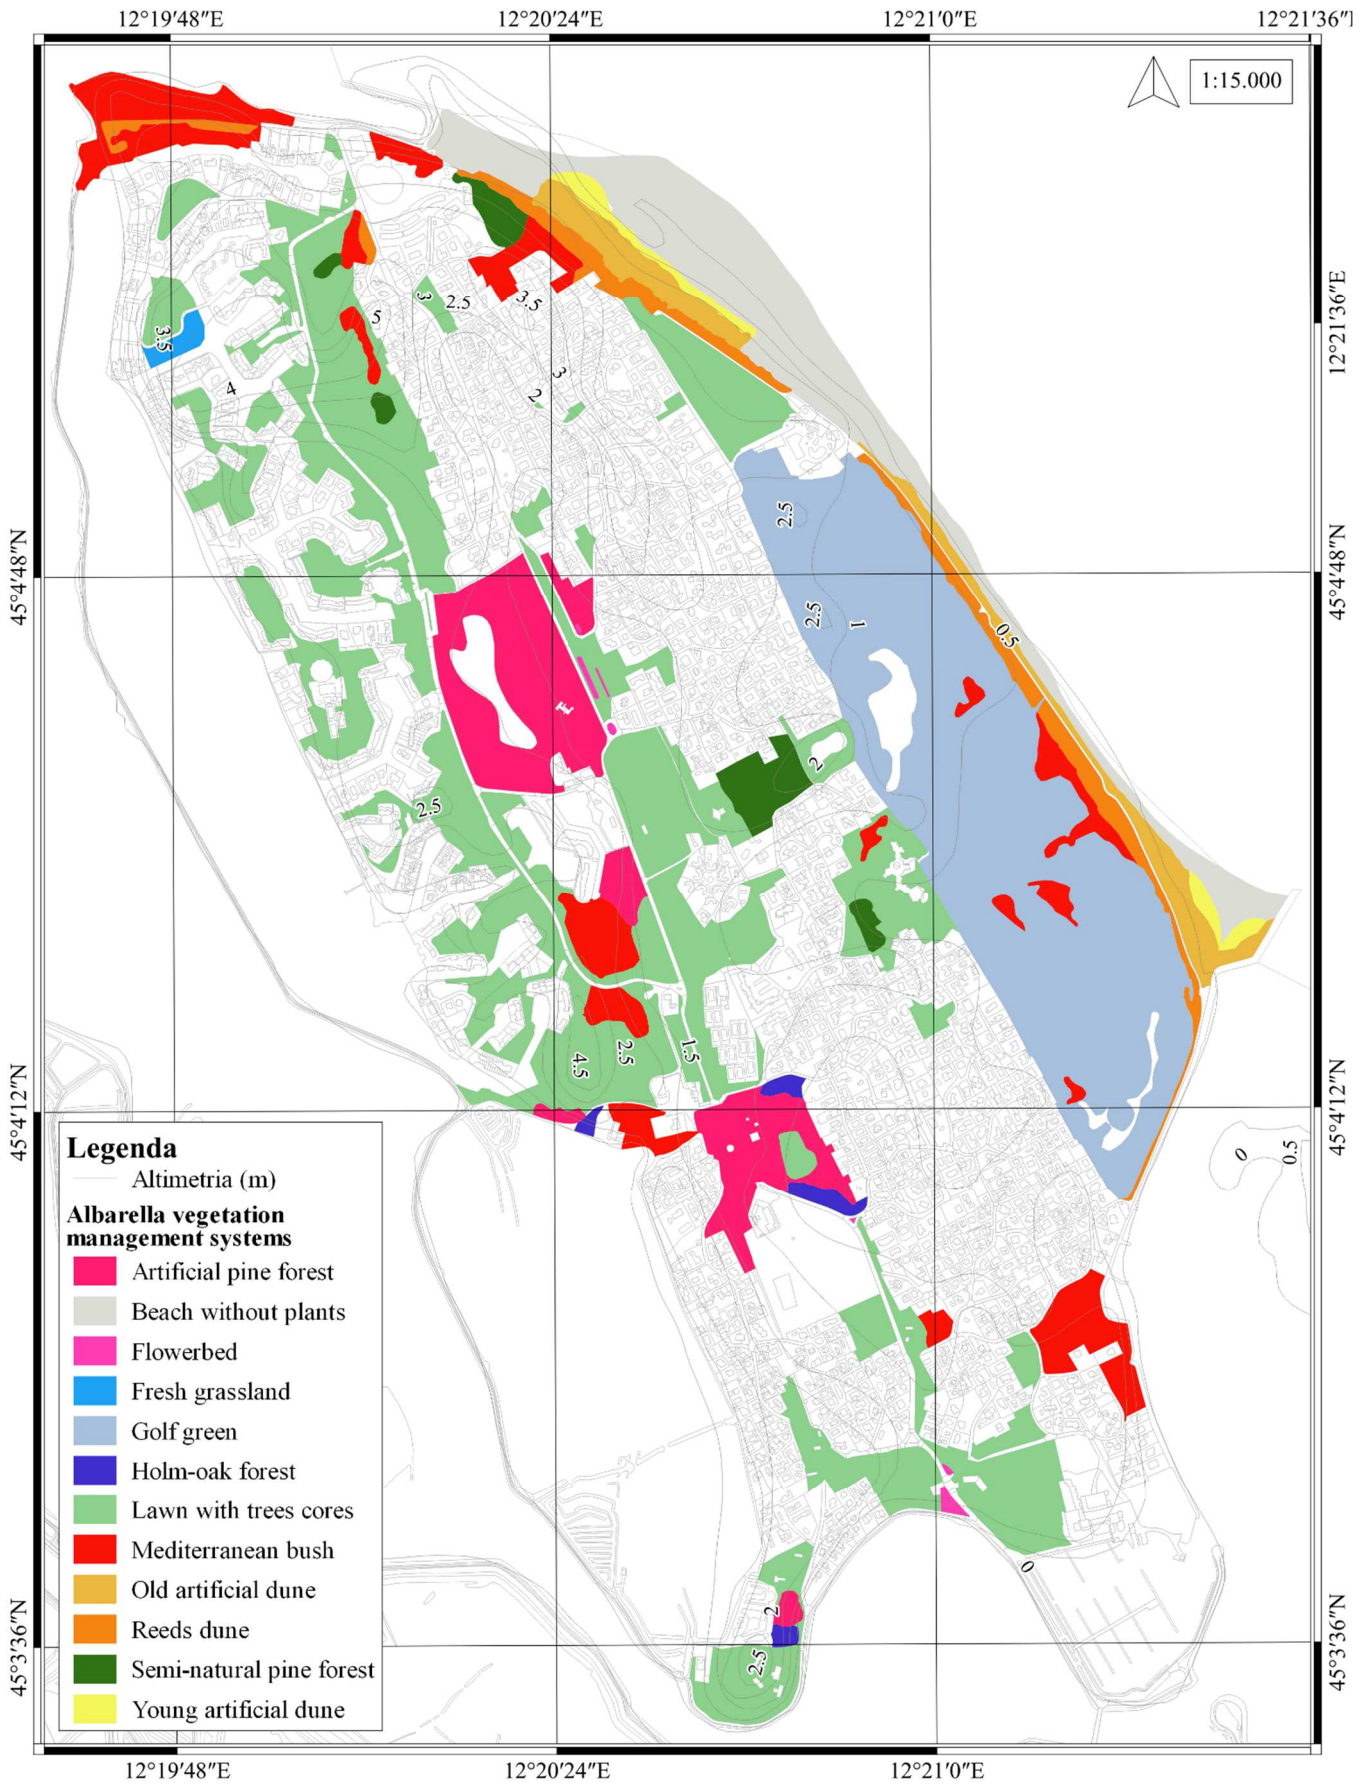 12°19′48″E 12°20′24″E 12°21′0″E 12°21′36″E
1:15.000
12°21′36″E
3
2.5
3.5
5
3.5
4
3
2
2.5
45°4′48″N
45°4′48″N
2.5
1
0.5
2
2.5
4.5
2.5
1.5
45°4′12″N
45°4′12″N
0
0.5
Legenda
Altimetria (m)
Albarella vegetation
management systems
Artificial pine forest
Beach without plants
Flowerbed
Fresh grassland
Golf green
Holm-oak forest
Lawn with trees cores
Mediterranean bush
Old artificial dune
Reeds dune
Semi-natural pine forest
Young artificial dune
0
2
2.5
45°3′36″N
45°3′36″N
12°19′48″E 12°20′24″E 12°21′0″E